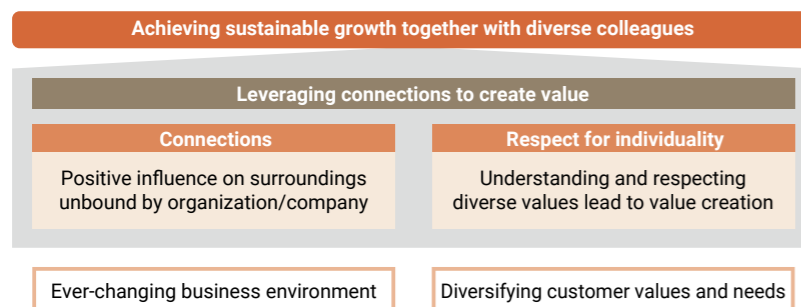 Achieving sustainable growth together with diverse colleagues
Leveraging connections to create value
Connections
Positive influence on surroundings
unbound by organization/company
Respect for individuality
Understanding and respecting
diverse values lead to value creation
Ever-changing business environment
Diversifying customer values and needs